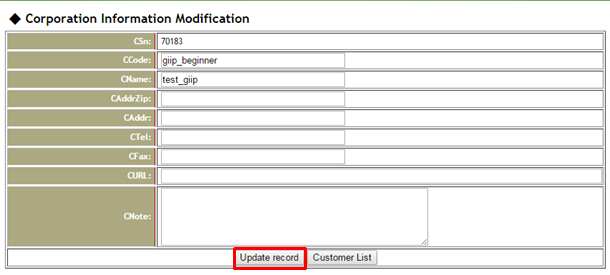 ◆ Corporation Information Modification
CSn: 70183
CCode: giip_beginner
CName: test_giip
CAddrZip:
CAddr:
CTel:
CFax:
CURL:
CNote:
Update record Customer List